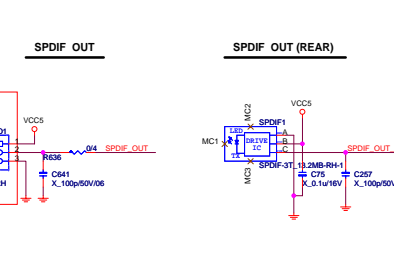 SPDIF OUT
SPDIF OUT (REAR)
VCC5
1
2
3
R636
0/4
SPDIF_OUT
C641
X_100p/50V/06
MC2
VCC5
SPDIF1
LED
DRIVE
IC
TX
A
B
C
MC1
MC3
SPDIF_OUT
SPDIF-3T_13.2MB-RH-1
C75
X_0.1u/16V
C257
X_100p/50V